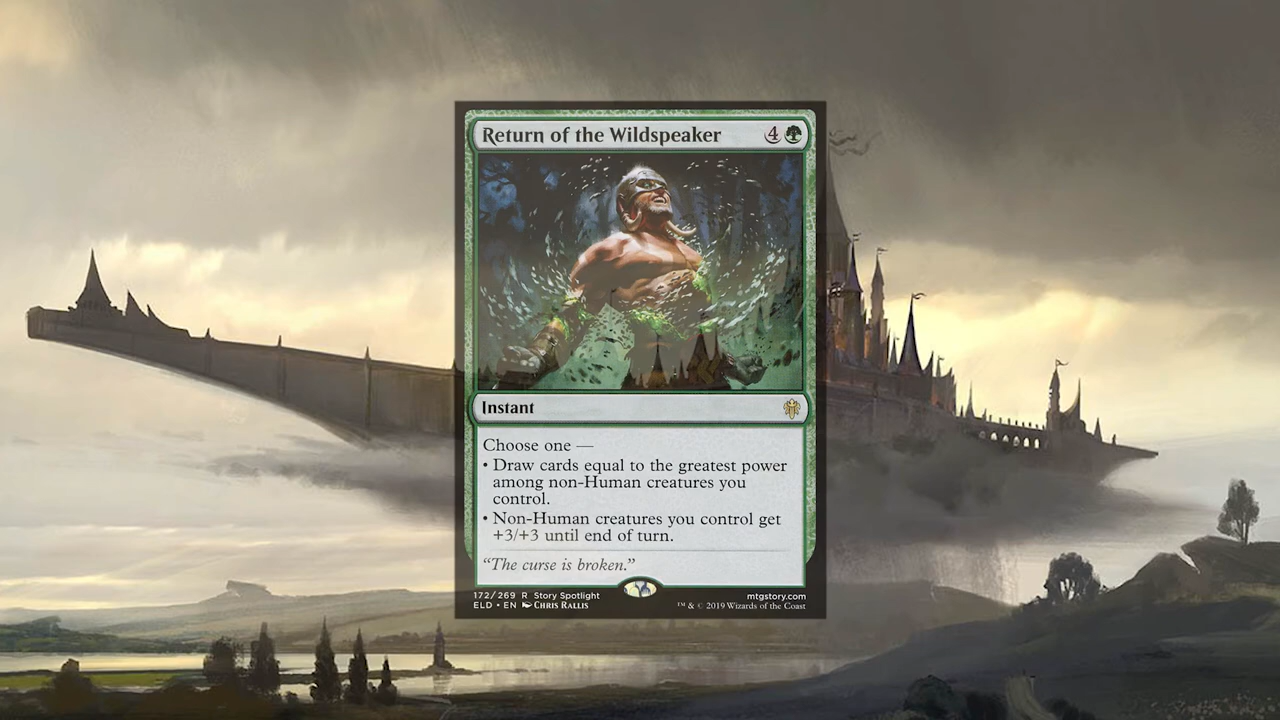 Return of the Wildspeaker 4
Instant
Choose one —
• Draw cards equal to the greatest power
among non-Human creatures you
control.
• Non-Human creatures you control get
+3/+3 until end of turn.
“The curse is broken.”
172/269 R Story Spotlight
mtgstory.com
ELD • EN Chris Rallis
™ & © 2019 Wizards of the Coast